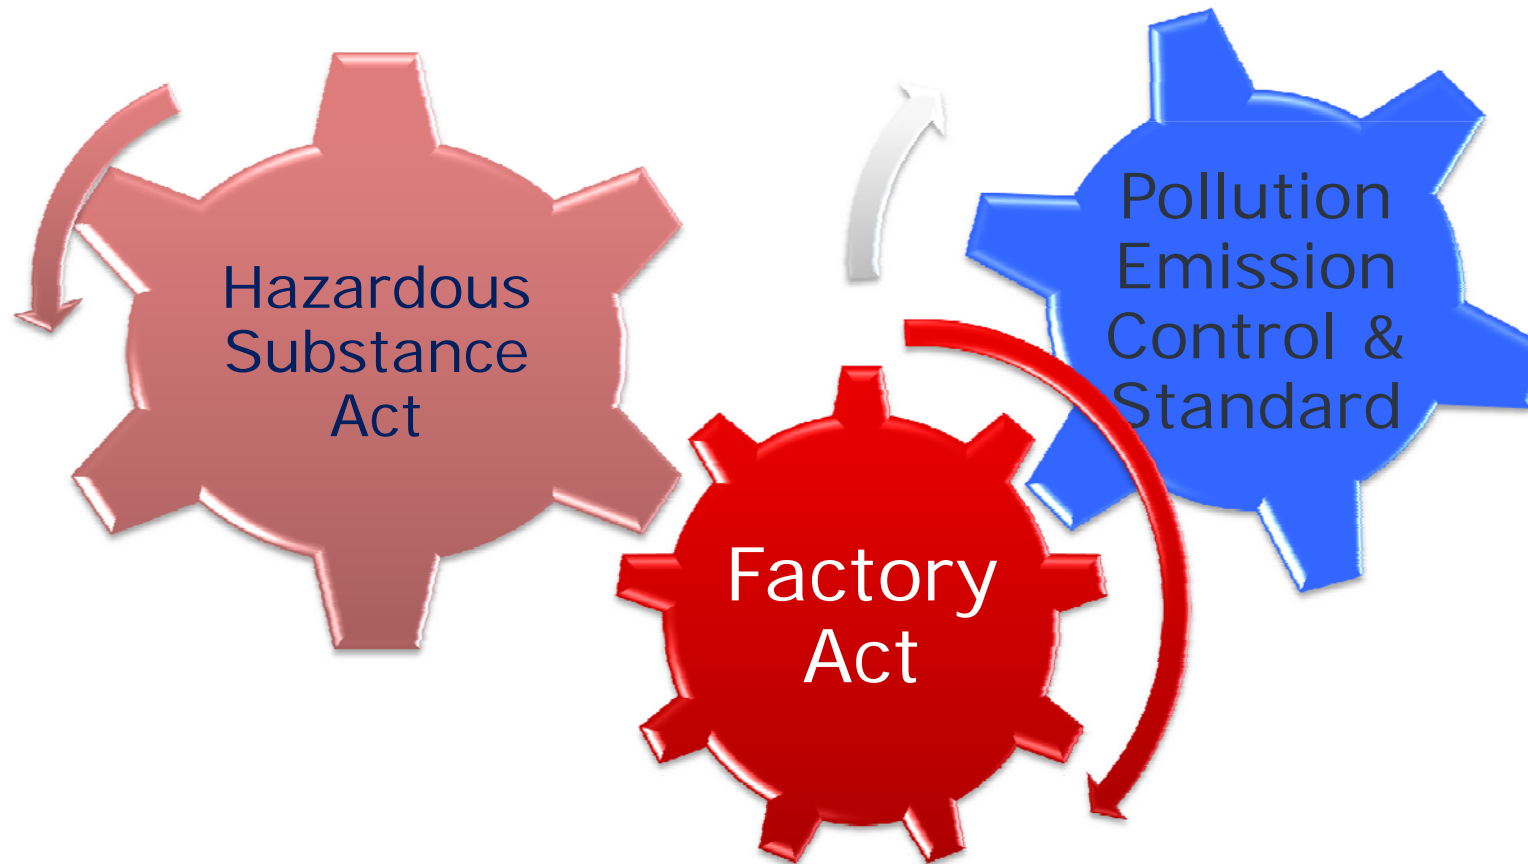 Hazardous
Substance
Act
Pollution
Emission
Control &
Standard
Factory
Act